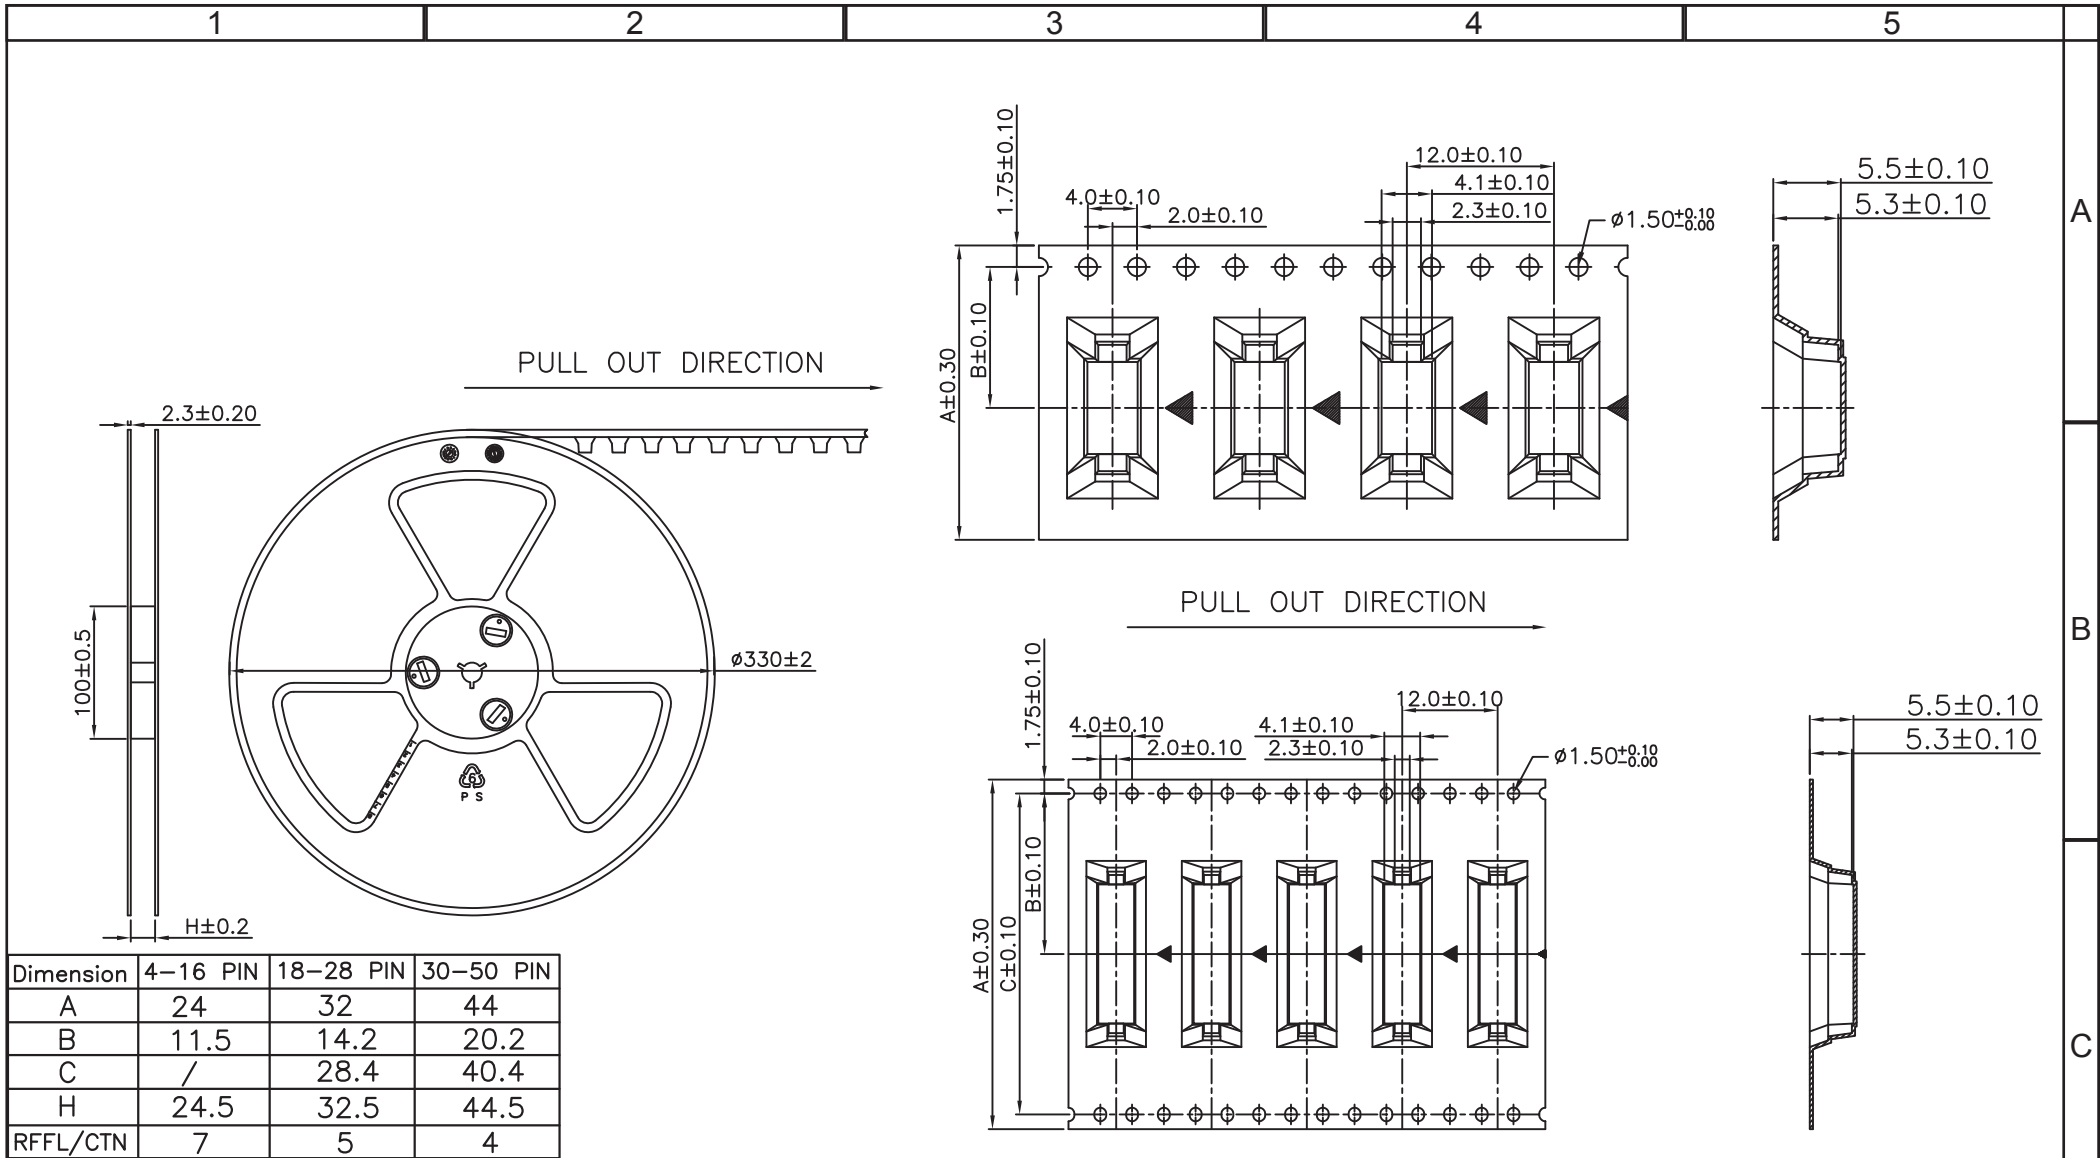 1 2 3 4 5
A
B
C
1.75±0.10
4.0±0.10
2.0±0.10
12.0±0.10
4.1±0.10
2.3±0.10
ø1.50+0.10−0.00
5.5±0.10
5.3±0.10
A±0.30
B±0.10
PULL OUT DIRECTION
2.3±0.20
100±0.5
ø330±2
6
P S
H±0.2
PULL OUT DIRECTION
1.75±0.10
4.0±0.10
2.0±0.10
12.0±0.10
4.1±0.10
2.3±0.10
ø1.50+0.10−0.00
5.5±0.10
5.3±0.10
A±0.30
C±0.10
B±0.10
Dimension 4−16 PIN 18−28 PIN 30−50 PIN
A 24 32 44
B 11.5 14.2 20.2
C / 28.4 40.4
H 24.5 32.5 44.5
RFFL/CTN 7 5 4